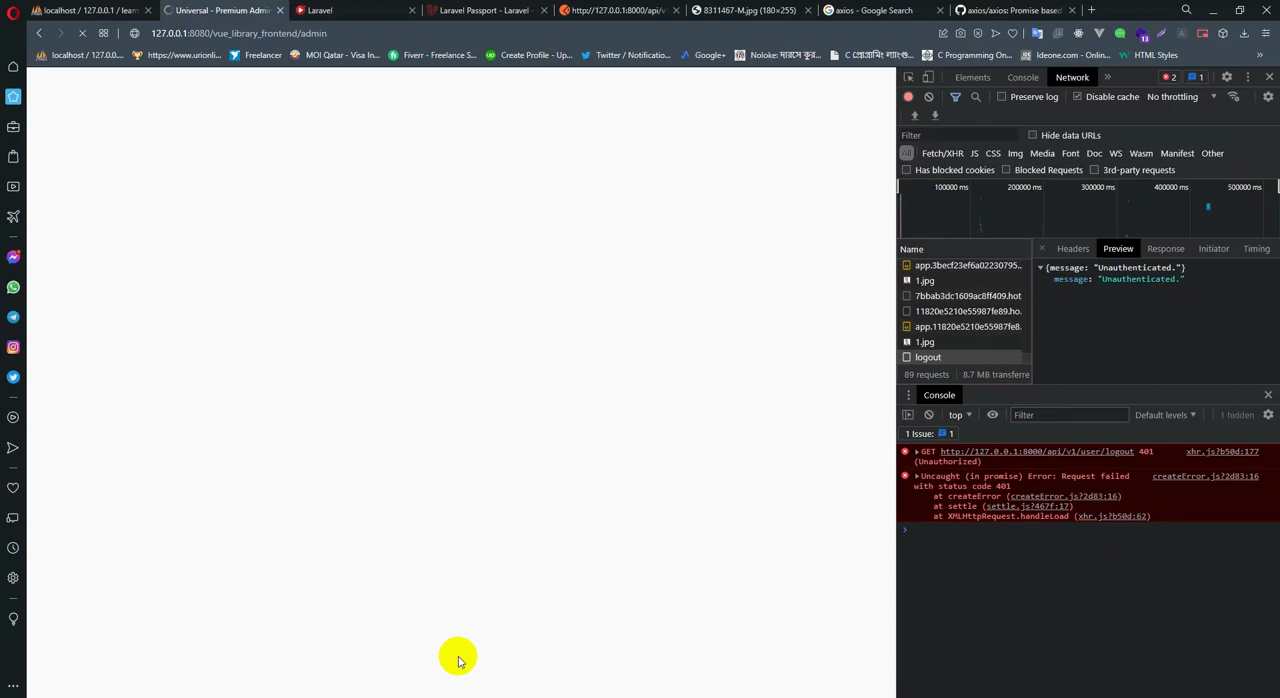 localhost / 127.0.0.1 / lear
Universal - Premium Admi
Laravel
Laravel Passport - Laravel
http://127.0.0.1:8000/api/v
8311467-M.jpg (180×255)
axios - Google Search
axios/axios: Promise based
127.0.0.1:8080/vue_library_frontend/admin
localhost / 127.0.0....
https://www.urionli...
Freelancer
MOI Qatar - Visa In...
Fiverr - Freelance S...
Create Profile - Up...
Twitter / Notificatio...
Google+
C Programming On...
Ideone.com - Onlin...
HTML Styles
Elements
Console
Network
2
1
Preserve log
Disable cache
No throttling
Filter
Hide data URLs
All
Fetch/XHR
JS
CSS
Img
Media
Font
Doc
WS
Wasm
Manifest
Other
Has blocked cookies
Blocked Requests
3rd-party requests
100000 ms
200000 ms
300000 ms
400000 ms
500000 ms
Name
Headers
Preview
Response
Initiator
Timing
app.3becf23ef6a02230795..
1.jpg
7bbab3dc1609ac8ff409.hot
11820e5210e55987fe89.ho.
app.11820e5210e55987fe8.
1.jpg
logout
{message: "Unauthenticated."}
message: "Unauthenticated."
89 requests
8.7 MB transferre
Console
top
Filter
Default levels
1 hidden
1 Issue:
1
GET http://127.0.0.1:8000/api/v1/user/logout 401
xhr.js?b50d:177
(Unauthorized)
Uncaught (in promise) Error: Request failed
createError.js?2d83:16
with status code 401
at createError (createError.js?2d83:16)
at settle (settle.js?467f:17)
at XMLHttpRequest.handleLoad (xhr.js?b50d:62)